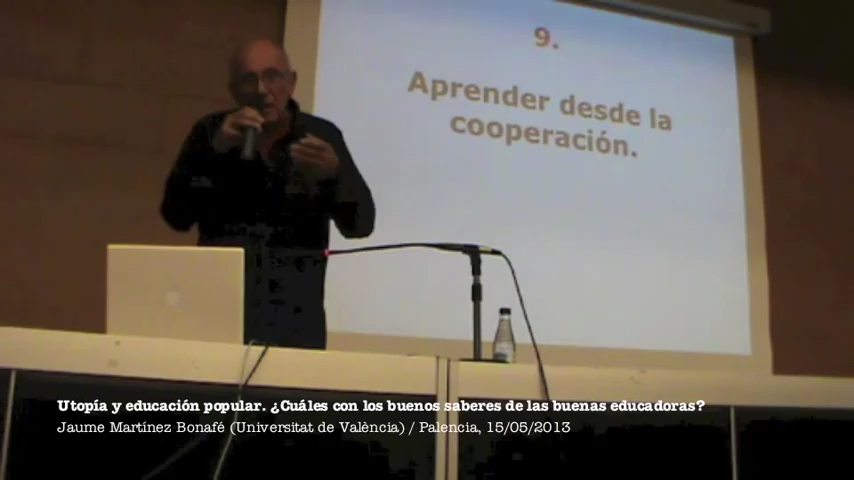 9.
Aprender desde la
cooperación.
Utopía y educación popular. ¿Cuáles con los buenos saberes de las buenas educadoras?
Jaume Martínez Bonafé (Universitat de València) / Palencia, 15/05/2013